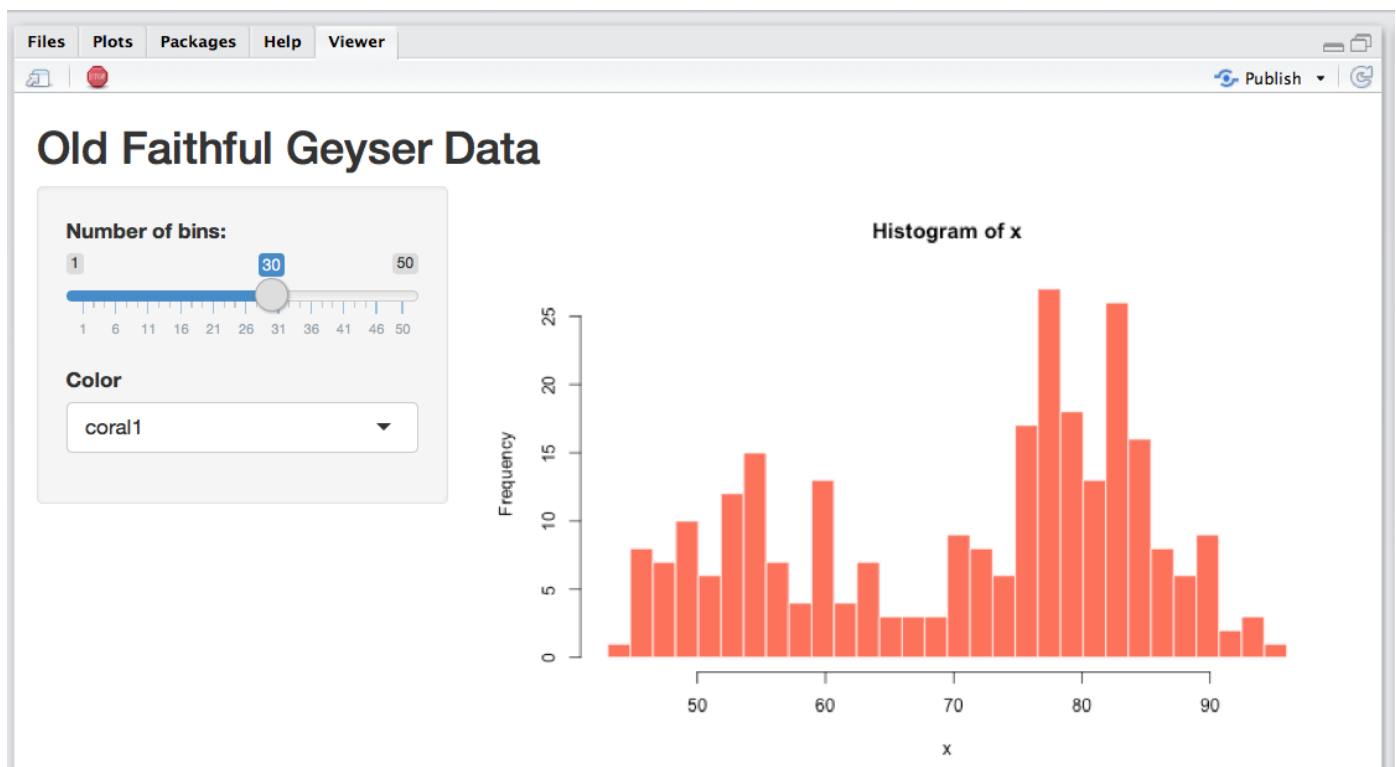 Files Plots Packages Help Viewer
STOP Publish
Old Faithful Geyser Data
Number of bins:
1 30 50
1 6 11 16 21 26 31 36 41 46 50
Color
coral1
Histogram of x
Frequency
25
20
15
10
5
0
50 60 70 80 90
x